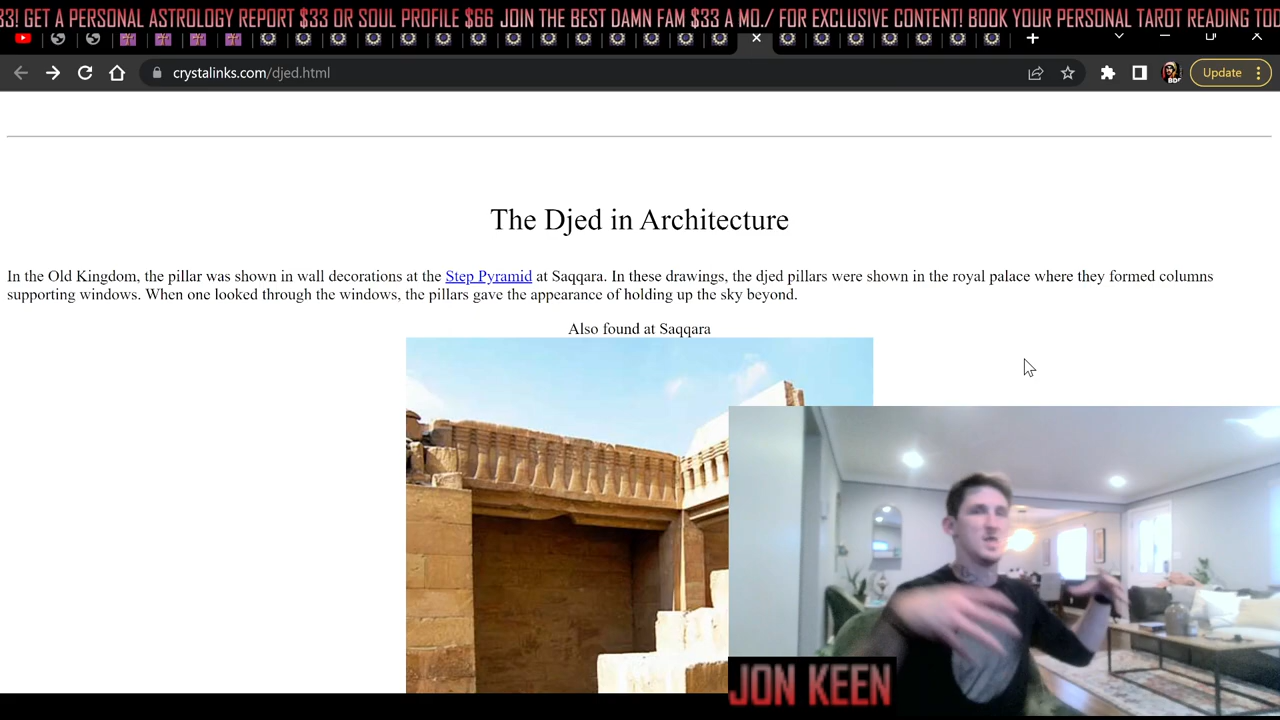 33! GET A PERSONAL ASTROLOGY REPORT $33 OR SOUL PROFILE $66 JOIN THE BEST DAMN FAM $33 A MO./ FOR EXCLUSIVE CONTENT! BOOK YOUR PERSONAL TAROT READING TOD
crystalinks.com/djed.html
Update
The Djed in Architecture
In the Old Kingdom, the pillar was shown in wall decorations at the Step Pyramid at Saqqara. In these drawings, the djed pillars were shown in the royal palace where they formed columns
supporting windows. When one looked through the windows, the pillars gave the appearance of holding up the sky beyond.
Also found at Saqqara
JON KEEN